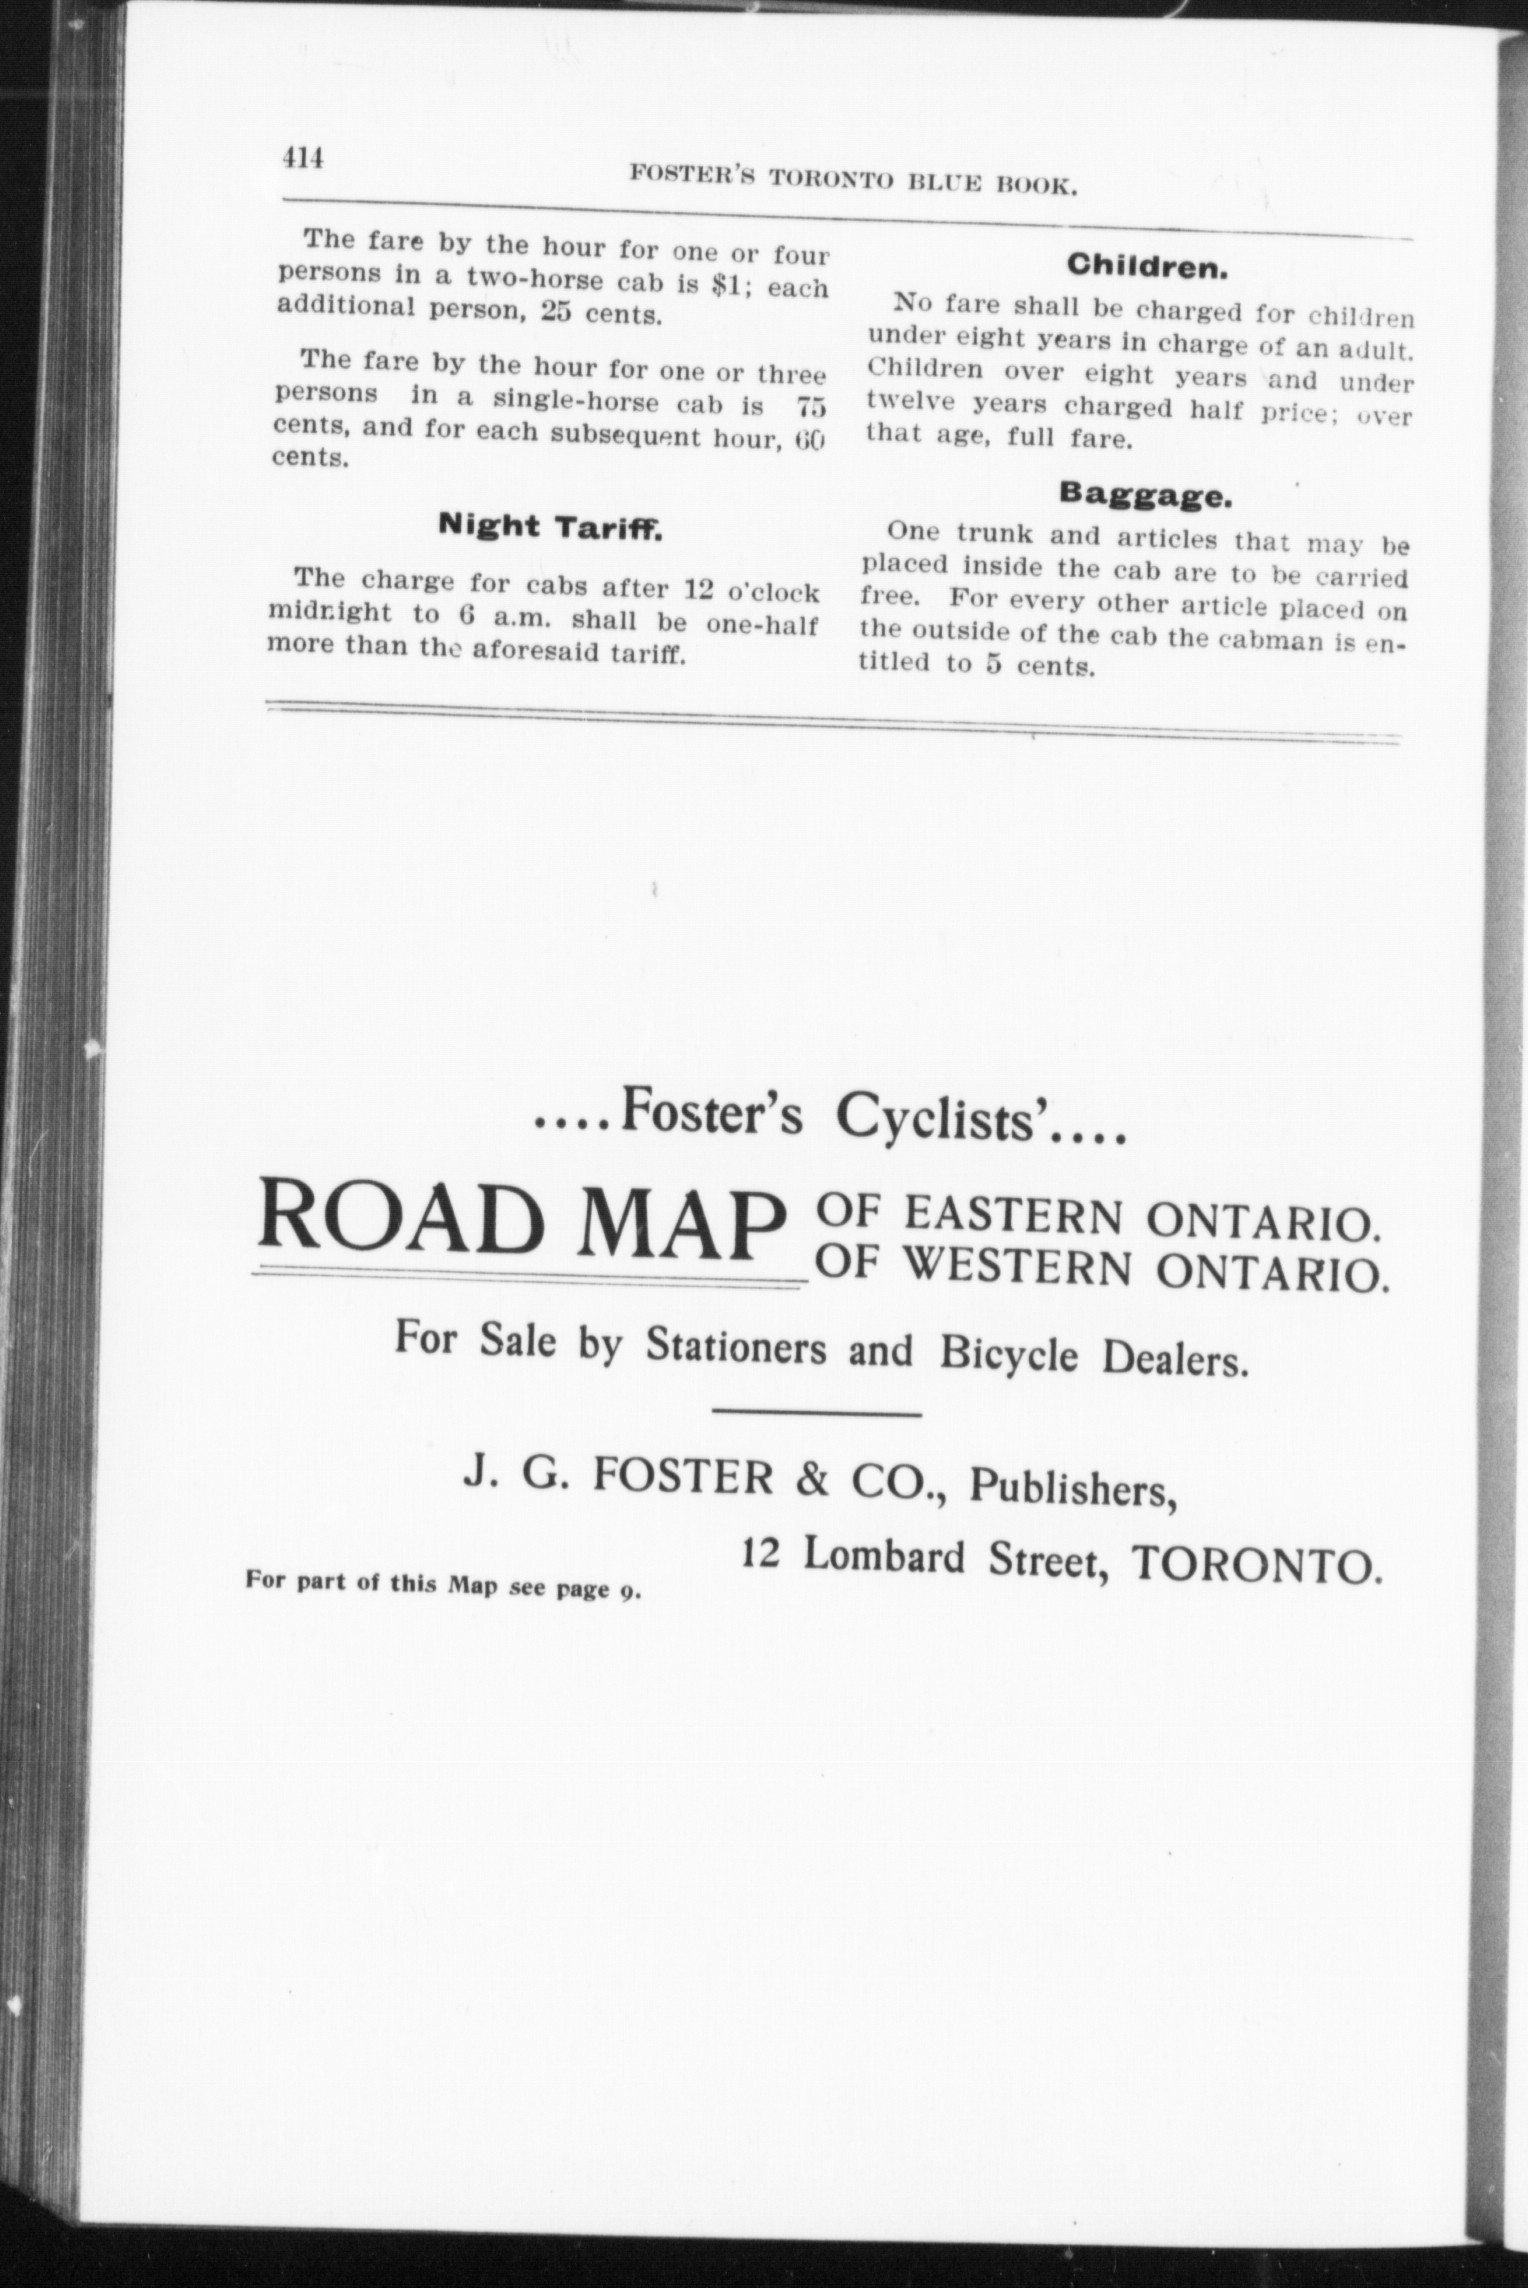 414
FOSTER'S TORONTO BLUE BOOK.
The fare by the hour for one or four
persons in a two-horse cab is $1; each
additional person, 25 cents.
The fare by the hour for one or three
persons in a single-horse cab is 75
cents, and for each subsequent hour, 60
cents.
Night Tariff.
The charge for cabs after 12 o'clock
midnight to 6 a.m. shall be one-half
more than the aforesaid tariff.
Children.
No fare shall be charged for children
under eight years in charge of an adult.
Children over eight years and under
twelve years charged half price; over
that age, full fare.
Baggage.
One trunk and articles that may be
placed inside the cab are to be carried
free. For every other article placed on
the outside of the cab the cabman is en-
titled to 5 cents.
....Foster's Cyclists'....
ROAD MAP OF EASTERN ONTARIO.
OF WESTERN ONTARIO.
For Sale by Stationers and Bicycle Dealers.
J. G. FOSTER & CO., Publishers,
12 Lombard Street, TORONTO.
For part of this Map see page 9.